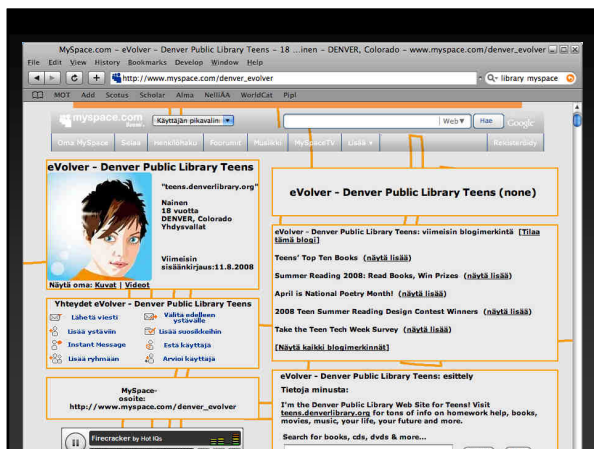 MySpace.com – eVolver – Denver Public Library Teens – 18 ...inen – DENVER, Colorado – www.myspace.com/denver_evolver
File Edit View History Bookmarks Develop Window Help
http://www.myspace.com/denver_evolver
library myspace
MOT Add Scotus Scholar Alma NelliÄÄ WorldCat Pipl
myspace.com
Käyttäjän pikavalin
Web
Hae
Google
Oma MySpace Selaa Henkilöhaku Foorumit Musiikki MySpaceTV Lisää Rekisteröidy
eVolver - Denver Public Library Teens
"teens.denverlibrary.org"
Nainen
18 vuotta
DENVER, Colorado
Yhdysvallat
Viimeisin
sisäänkirjaus:11.8.2008
Näytä oma: Kuvat | Videot
Yhteydet eVolver - Denver Public Library Teens
Lähetä viesti
Välitä edelleen
ystävälle
Lisää ystäviin
Lisää suosikkeihin
Instant Message
Estä käyttäjä
Lisää ryhmään
Arvioi käyttäjä
MySpace-
osoite:
http://www.myspace.com/denver_evolver
Firecracker by Hot IQs
eVolver - Denver Public Library Teens (none)
eVolver - Denver Public Library Teens: viimeisin blogimerkintä [Tilaa
tämä blogi]
Teens' Top Ten Books (näytä lisää)
Summer Reading 2008: Read Books, Win Prizes (näytä lisää)
April is National Poetry Month! (näytä lisää)
2008 Teen Summer Reading Design Contest Winners (näytä lisää)
Take the Teen Tech Week Survey (näytä lisää)
[Näytä kaikki blogimerkinnät]
eVolver - Denver Public Library Teens: esittely
Tietoja minusta:
I'm the Denver Public Library Web Site for Teens! Visit
teens.denverlibrary.org for tons of info on homework help, books,
movies, music, your life, your future and more.
Search for books, cds, dvds & more...